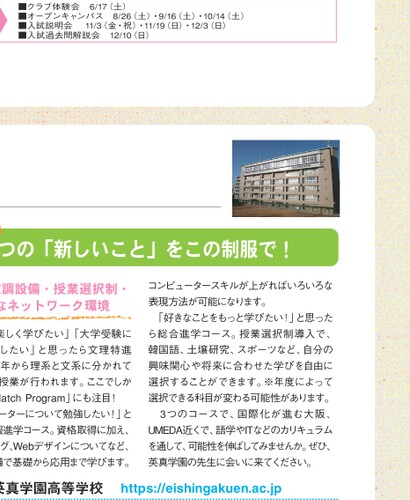 ■クラブ体験会　6/17（土）
■オープンキャンパス　8/26（土）・9/16（土）・10/14（土）
■入試説明会　11/3（金・祝）・11/19（日）・12/3（日）
■入試過去問解説会　12/10（日）
つの「新しいこと」をこの制服で！
調設備・授業選択制・
なネットワーク環境
楽しく学びたい」「大学受験に
したい」と思ったら文理特進
年から理系と文系に分かれて
授業が行われます。ここでしか
atch Program」にも注目！
ーターについて勉強したい！」と
報進学コース。資格取得に加え、
グ、Webデザインについてなど、
備で基礎から応用まで学びます。
コンピュータースキルが上がればいろいろな
表現方法が可能になります。
「好きなことをもっと学びたい！」と思った
ら総合進学コース。授業選択制導入で、
韓国語、土壌研究、スポーツなど、自分の
興味関心や将来に合わせた学びを自由に
選択することができます。※年度によって
選択できる科目が変わる可能性があります。
3つのコースで、国際化が進む大阪、
UMEDA近くで、語学やITなどのカリキュラム
を通して、可能性を伸ばしてみませんか。ぜひ、
英真学園の先生に会いに来てください。
英真学園高等学校　https://eishingakuen.ac.jp